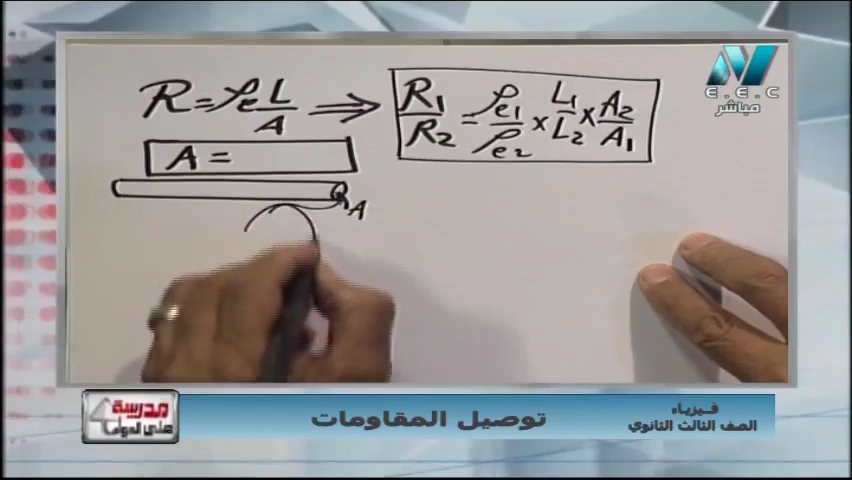 R = ρe L/A ⇒ R1/R2 = ρe1/ρe2 × L1/L2 × A2/A1
A =
A
E.E.C
مباشر
مدرسة
على الهواء
توصيل المقاومات
فيزياء
الصف الثالث الثانوي